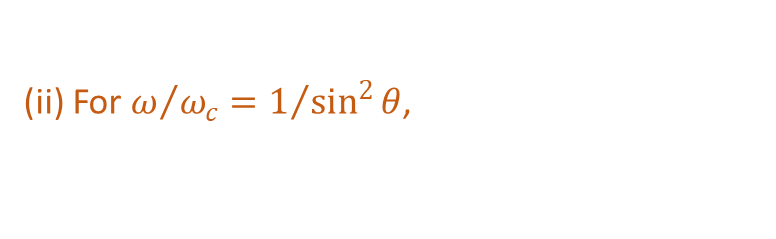 (ii) For ω/ω_c = 1/sin² θ,